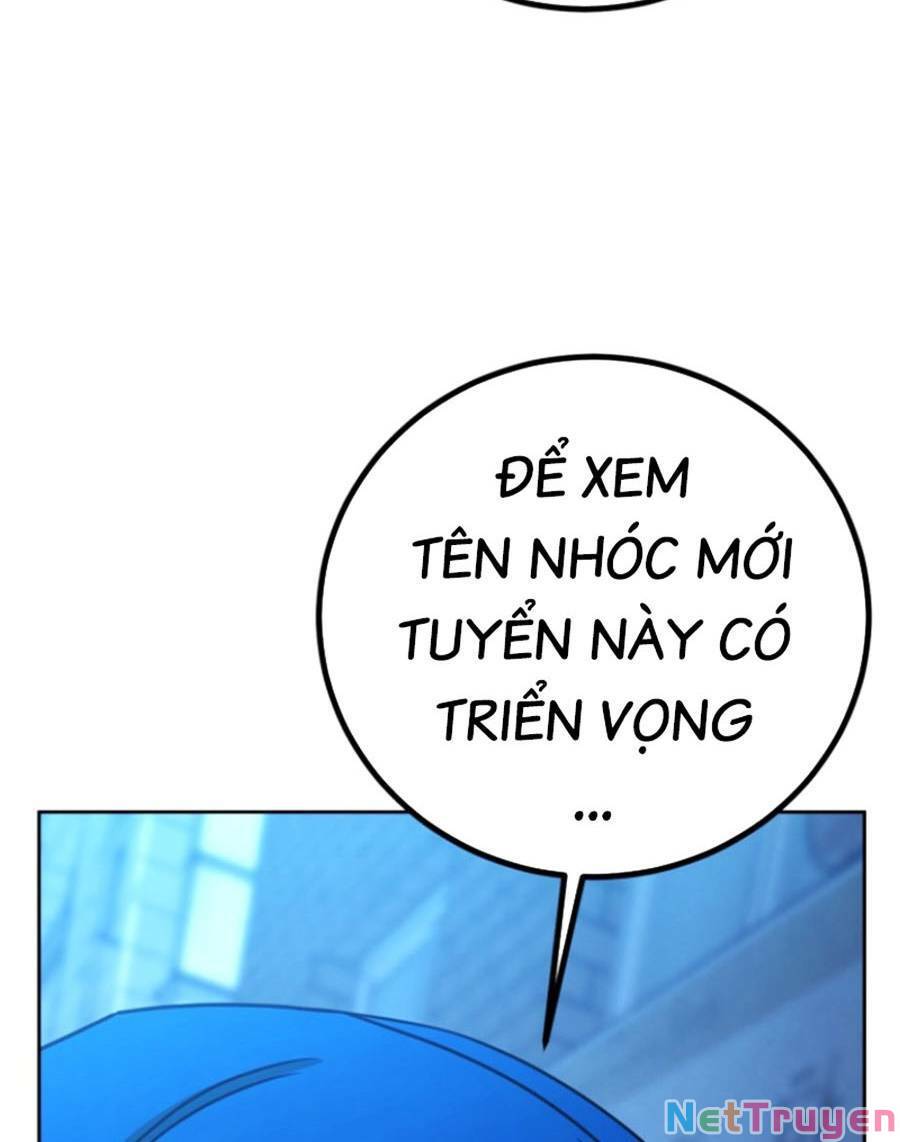 ĐỂ XEM
TÊN NHÓC MỚI
TUYỂN NÀY CÓ
TRIỂN VỌNG
...
NetTruyen